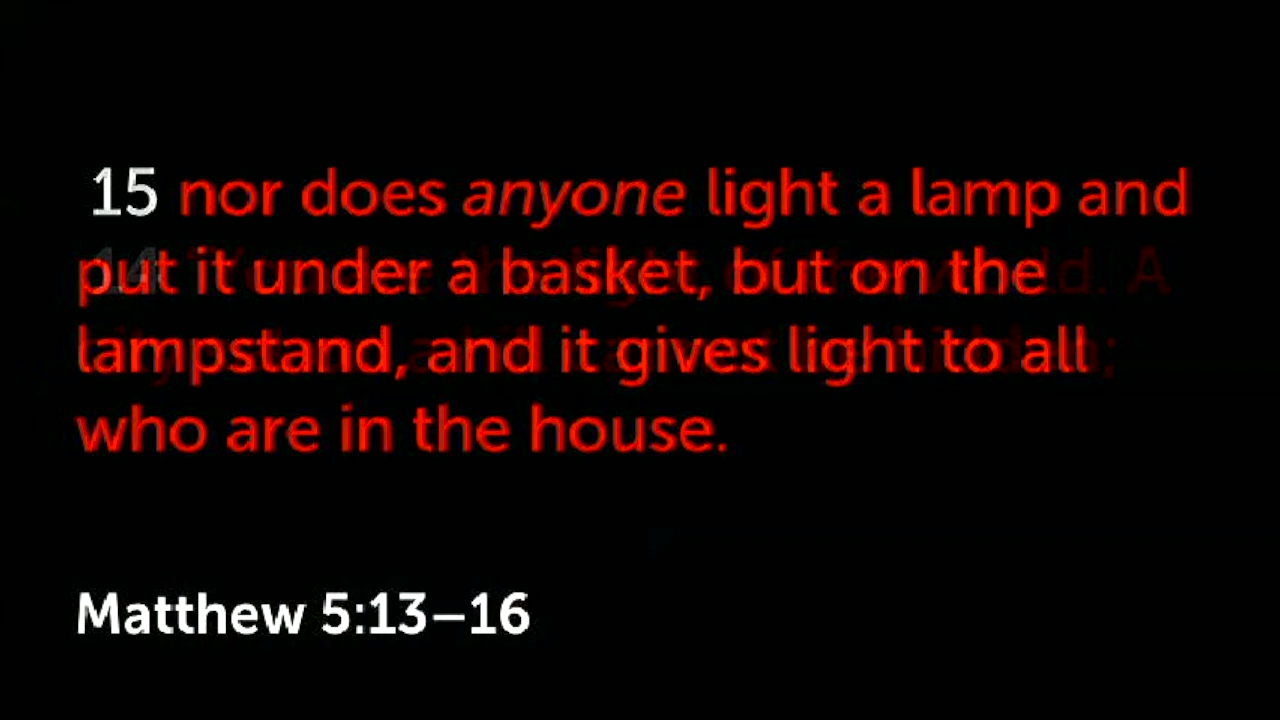 15 nor does anyone light a lamp and
put it under a basket, but on the
lampstand, and it gives light to all
who are in the house.
Matthew 5:13–16